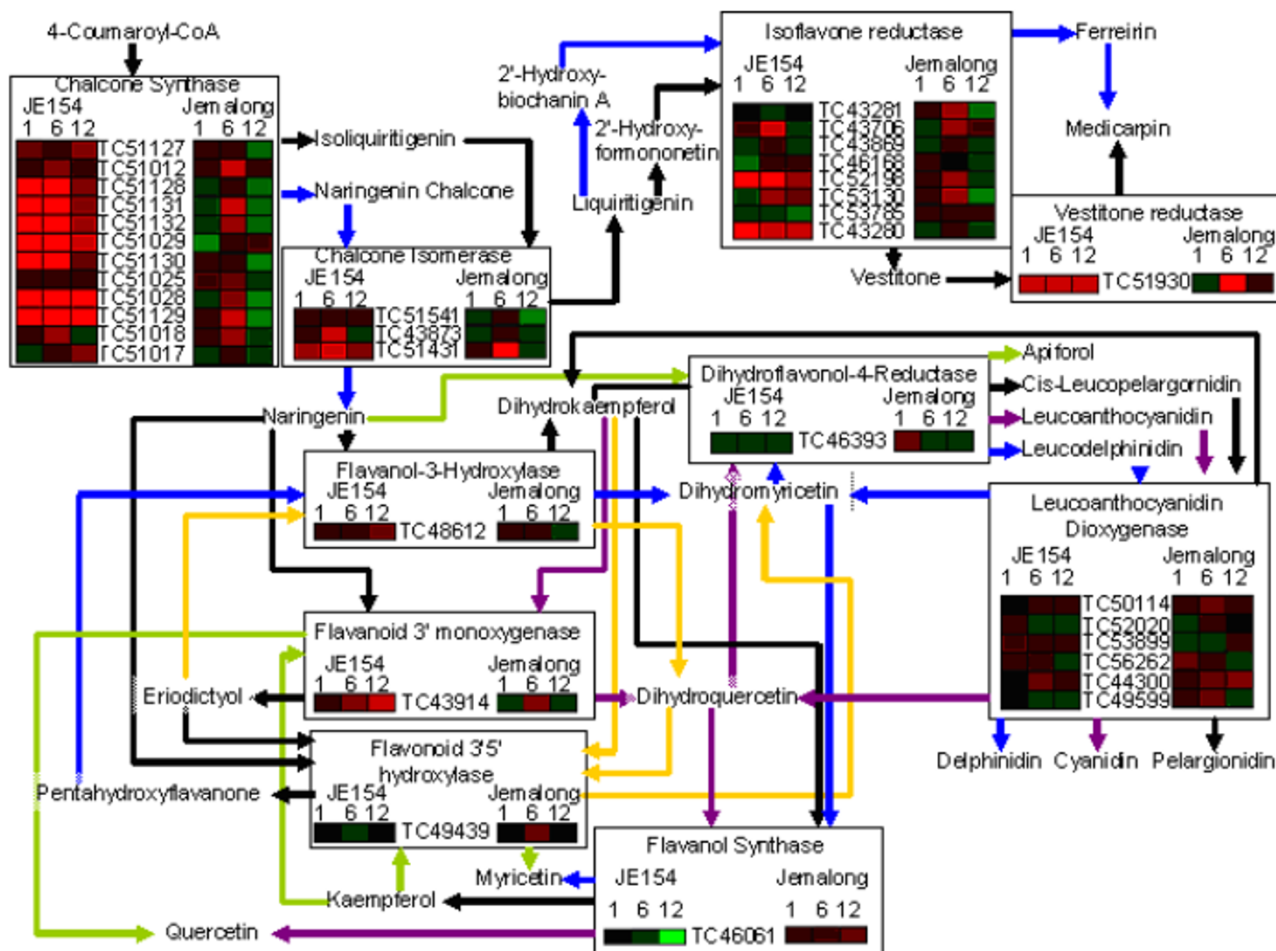 4-Coumaroyl-CoA
Chalcone Synthase
JE154 Jemalong
1 6 12 1 6 12
TC51127
TC51012
TC51128
TC51131
TC51132
TC51029
TC51130
TC51025
TC51028
TC51129
TC51018
TC51017
Isoliquiritigenin
Naringenin Chalcone
Chalcone Isomerase
JE154 Jemalong
1 6 12 1 6 12
TC51541
TC43873
TC51431
2'-Hydroxy-
biochanin A
2'-Hydroxy-
formononetin
Liquiritigenin
Isoflavone reductase
JE154 Jemalong
1 6 12 1 6 12
TC43281
TC43706
TC43869
TC46168
TC52198
TC53130
TC53785
TC43280
Ferreirin
Medicarpin
Vestitone
Vestitone reductase
JE154 Jemalong
1 6 12 1 6 12
TC51930
Naringenin
Dihydrokaempferol
Dihydroflavonol-4-Reductase
JE154 Jemalong
1 6 12 1 6 12
TC46393
Apiforol
Cis-Leucopelargornidin
Leucoanthocyanidin
Leucodelphinidin
Flavanol-3-Hydroxylase
JE154 Jemalong
1 6 12 1 6 12
TC48612
Dihydromyricetin
Leucoanthocyanidin
Dioxygenase
JE154 Jemalong
1 6 12 1 6 12
TC50114
TC52020
TC53899
TC56262
TC44300
TC49599
Flavanoid 3' monoxygenase
JE154 Jemalong
1 6 12 1 6 12
TC43914
Eriodictyol
Dihydroquercetin
Flavonoid 3'5'
hydroxylase
JE154 Jemalong
1 6 12 1 6 12
TC49439
Pentahydroxyflavanone
Delphinidin Cyanidin Pelargionidin
Flavanol Synthase
JE154 Jemalong
1 6 12 1 6 12
TC46061
Myricetin
Kaempferol
Quercetin